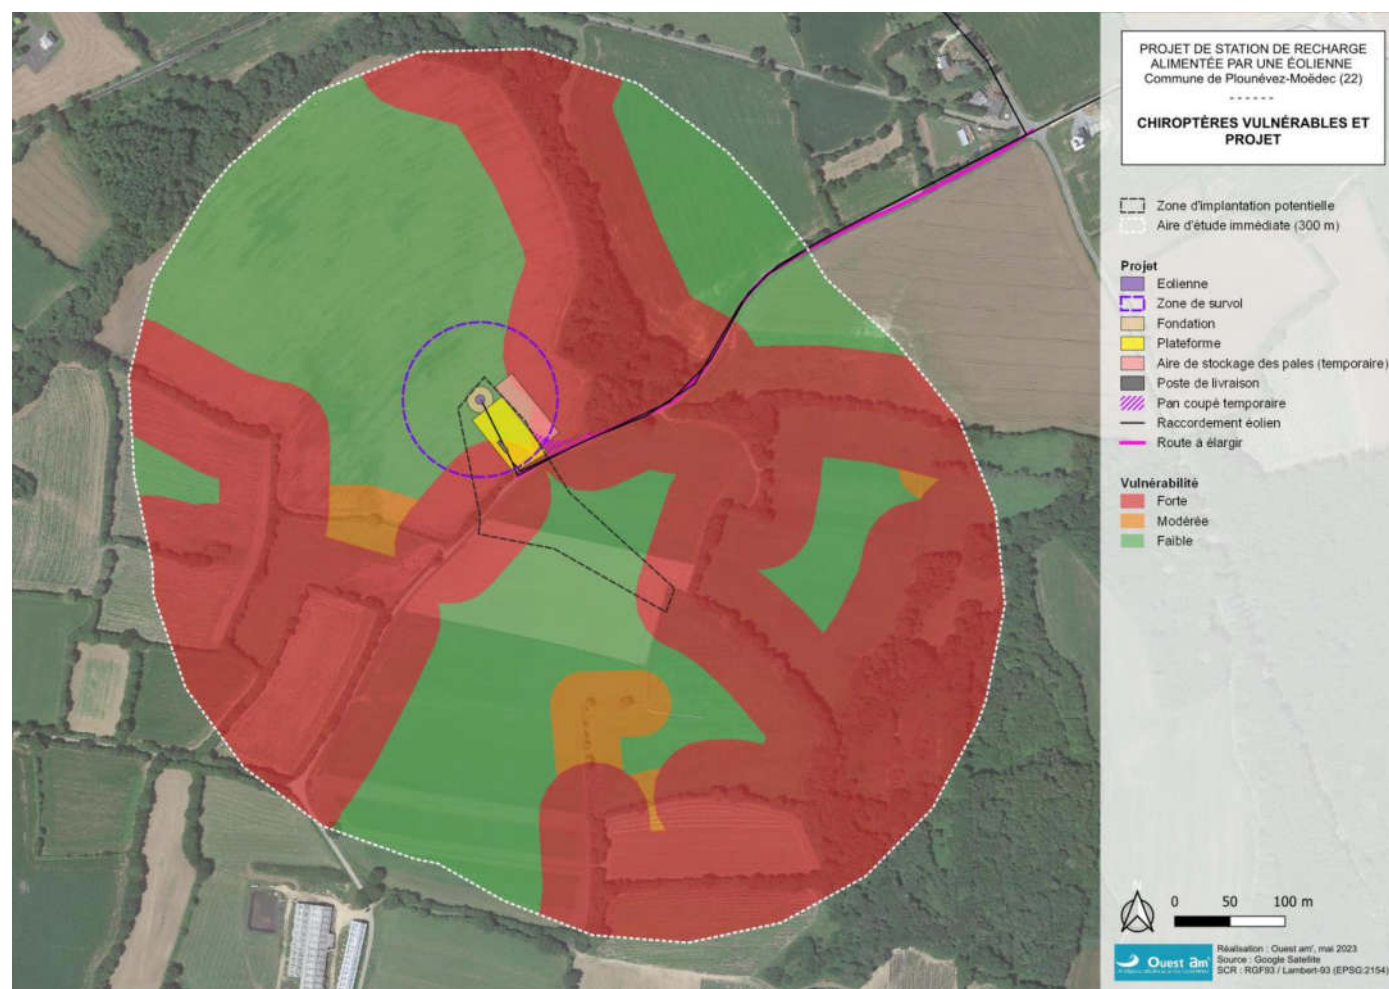 PROJET DE STATION DE RECHARGE
ALIMENTÉE PAR UNE ÉOLIENNE
Commune de Plounévez-Moëdec (22)
------
CHIROPTÈRES VULNÉRABLES ET
PROJET
Zone d'implantation potentielle
Aire d'étude immédiate (300 m)
Projet
Eolienne
Zone de survol
Fondation
Plateforme
Aire de stockage des pales (temporaire)
Poste de livraison
Pan coupé temporaire
Raccordement éolien
Route à élargir
Vulnérabilité
Forte
Modérée
Faible
0 50 100 m
Ouest am'
Réalisation : Ouest am', mai 2023
Source : Google Satellite
SCR : RGF93 / Lambert-93 (EPSG:2154)